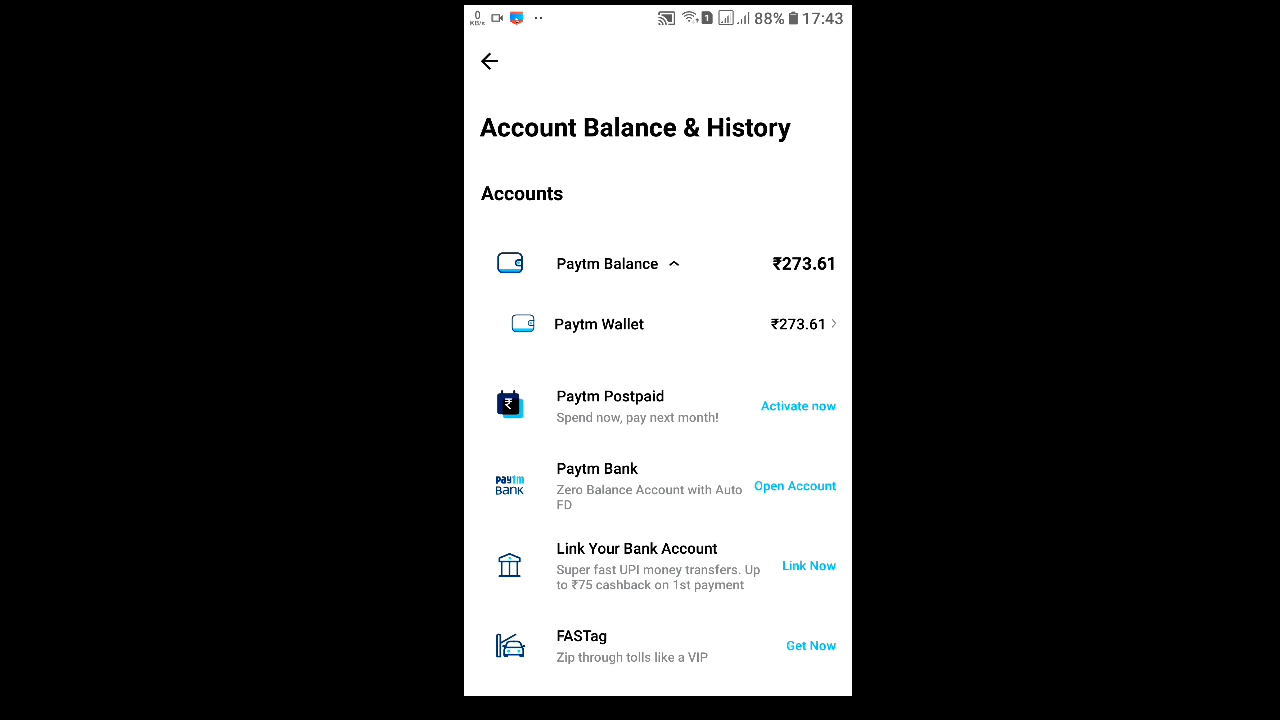 0
KB/s
1
88% 17:43
Account Balance & History
Accounts
Paytm Balance ₹273.61
Paytm Wallet ₹273.61
₹
Paytm Postpaid
Spend now, pay next month!
Activate now
paytm
BANK
Paytm Bank
Zero Balance Account with Auto
FD
Open Account
Link Your Bank Account
Super fast UPI money transfers. Up
to ₹75 cashback on 1st payment
Link Now
FASTag
Zip through tolls like a VIP
Get Now